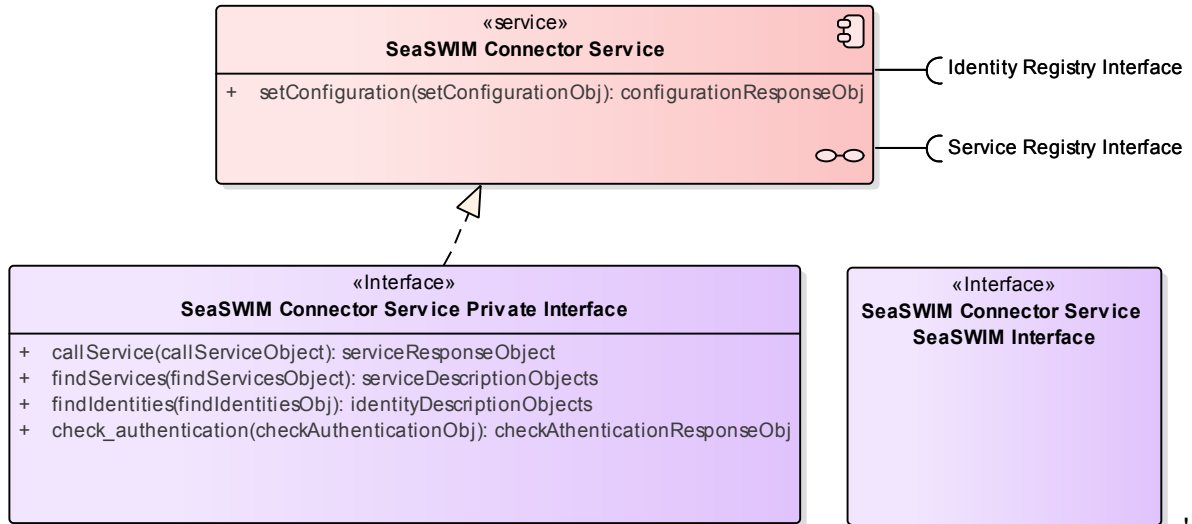 «service»
SeaSWIM Connector Service
+ setConfiguration(setConfigurationObj): configurationResponseObj
Identity Registry Interface
Service Registry Interface
«Interface»
SeaSWIM Connector Service Private Interface
+ callService(callServiceObject): serviceResponseObject
+ findServices(findServicesObject): serviceDescriptionObjects
+ findIdentities(findIdentitiesObj): identityDescriptionObjects
+ check_authentication(checkAuthenticationObj): checkAthenticationResponseObj
«Interface»
SeaSWIM Connector Service
SeaSWIM Interface